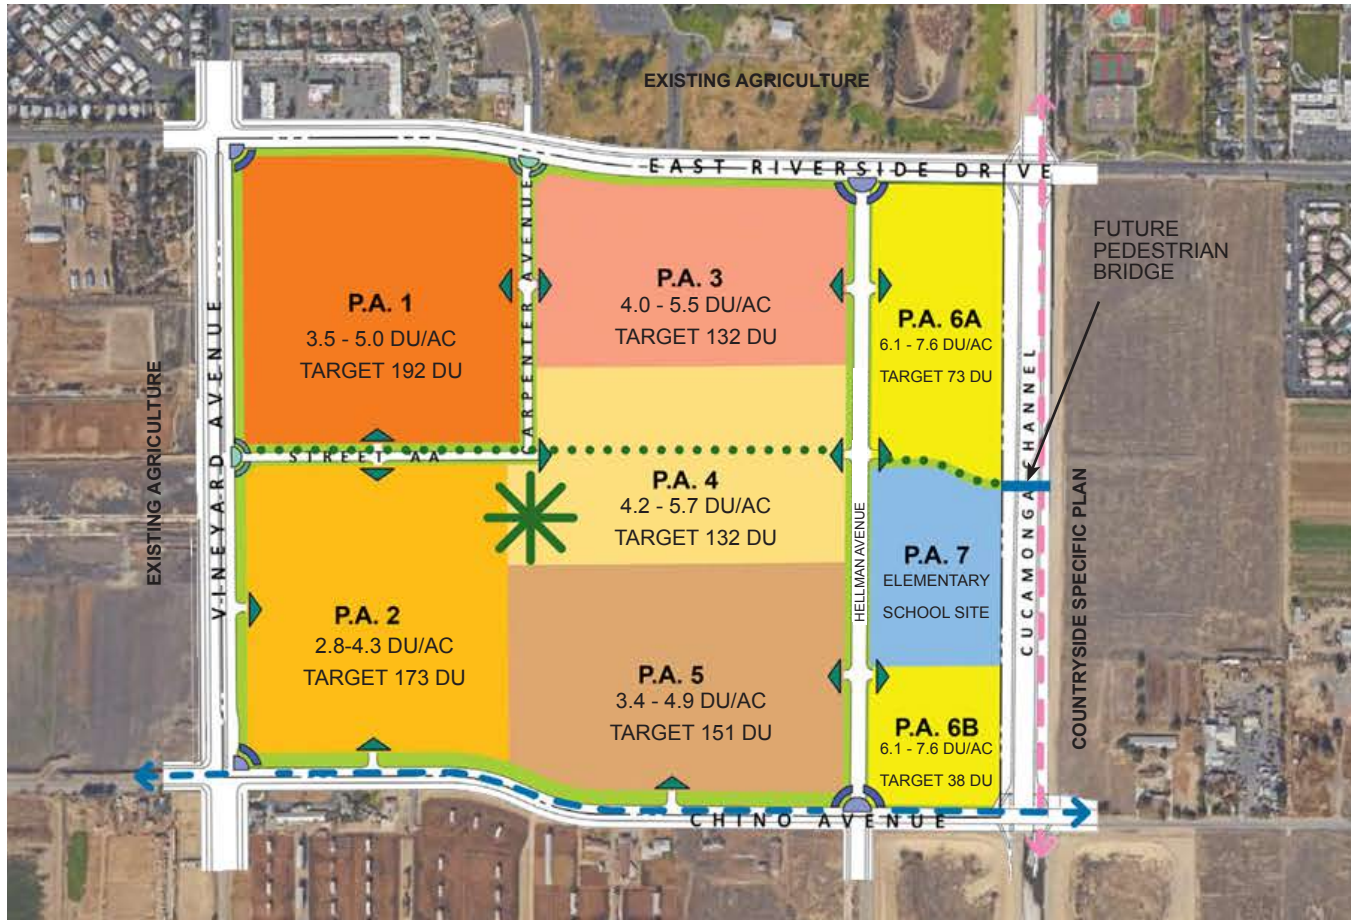 EXISTING AGRICULTURE
EAST RIVERSIDE DRIVE
FUTURE
PEDESTRIAN
BRIDGE
P.A. 1
3.5 - 5.0 DU/AC
TARGET 192 DU
CARPENTER AVENUE
P.A. 3
4.0 - 5.5 DU/AC
TARGET 132 DU
P.A. 6A
6.1 - 7.6 DU/AC
TARGET 73 DU
EXISTING AGRICULTURE
VINEYARD AVENUE
STREET AA
P.A. 4
4.2 - 5.7 DU/AC
TARGET 132 DU
HELLMAN AVENUE
P.A. 7
ELEMENTARY
SCHOOL SITE
CUCAMONGA CHANNEL
COUNTRYSIDE SPECIFIC PLAN
P.A. 2
2.8-4.3 DU/AC
TARGET 173 DU
P.A. 5
3.4 - 4.9 DU/AC
TARGET 151 DU
P.A. 6B
6.1 - 7.6 DU/AC
TARGET 38 DU
CHINO AVENUE